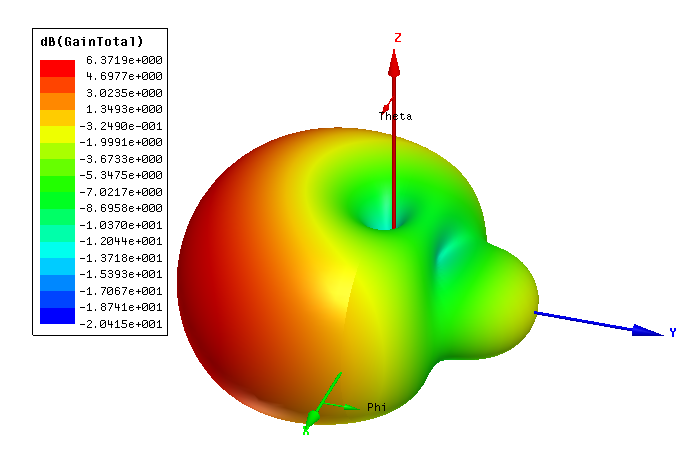 dB(GainTotal)
6.3719e+000
4.6977e+000
3.0235e+000
1.3493e+000
-3.2490e-001
-1.9991e+000
-3.6733e+000
-5.3475e+000
-7.0217e+000
-8.6958e+000
-1.0370e+001
-1.2044e+001
-1.3718e+001
-1.5393e+001
-1.7067e+001
-1.8741e+001
-2.0415e+001
Z
Theta
Y
Phi
X